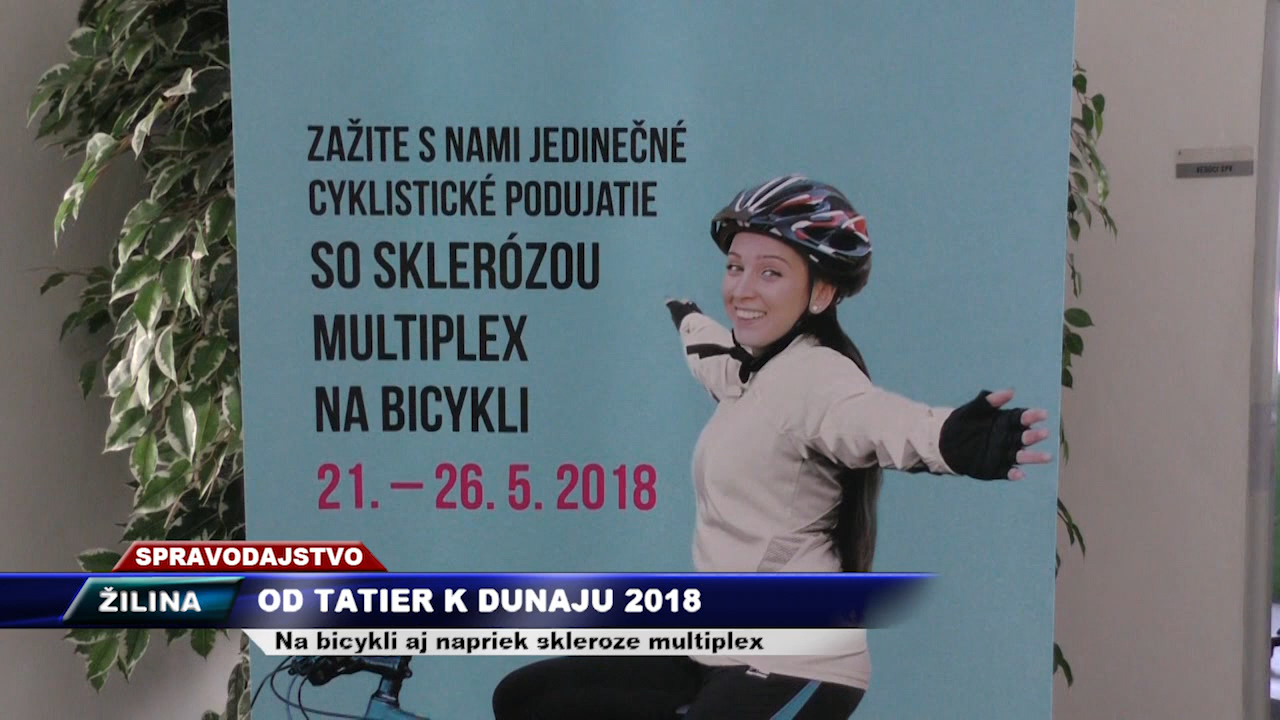 ZAŽITE S NAMI JEDINEČNÉ
CYKLISTICKÉ PODUJATIE
SO SKLERÓZOU
MULTIPLEX
NA BICYKLI
21. – 26. 5. 2018
SPRAVODAJSTVO
ŽILINA
OD TATIER K DUNAJU 2018
Na bicykli aj napriek skleroze multiplex